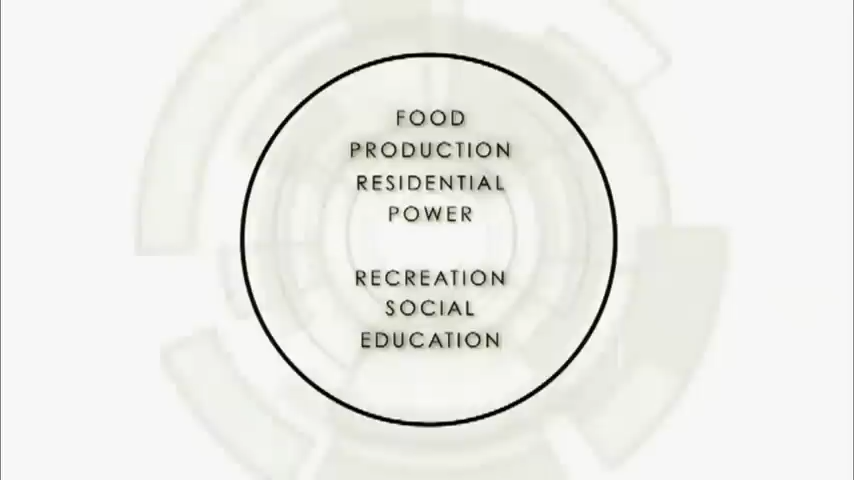 FOOD
PRODUCTION
RESIDENTIAL
POWER
RECREATION
SOCIAL
EDUCATION